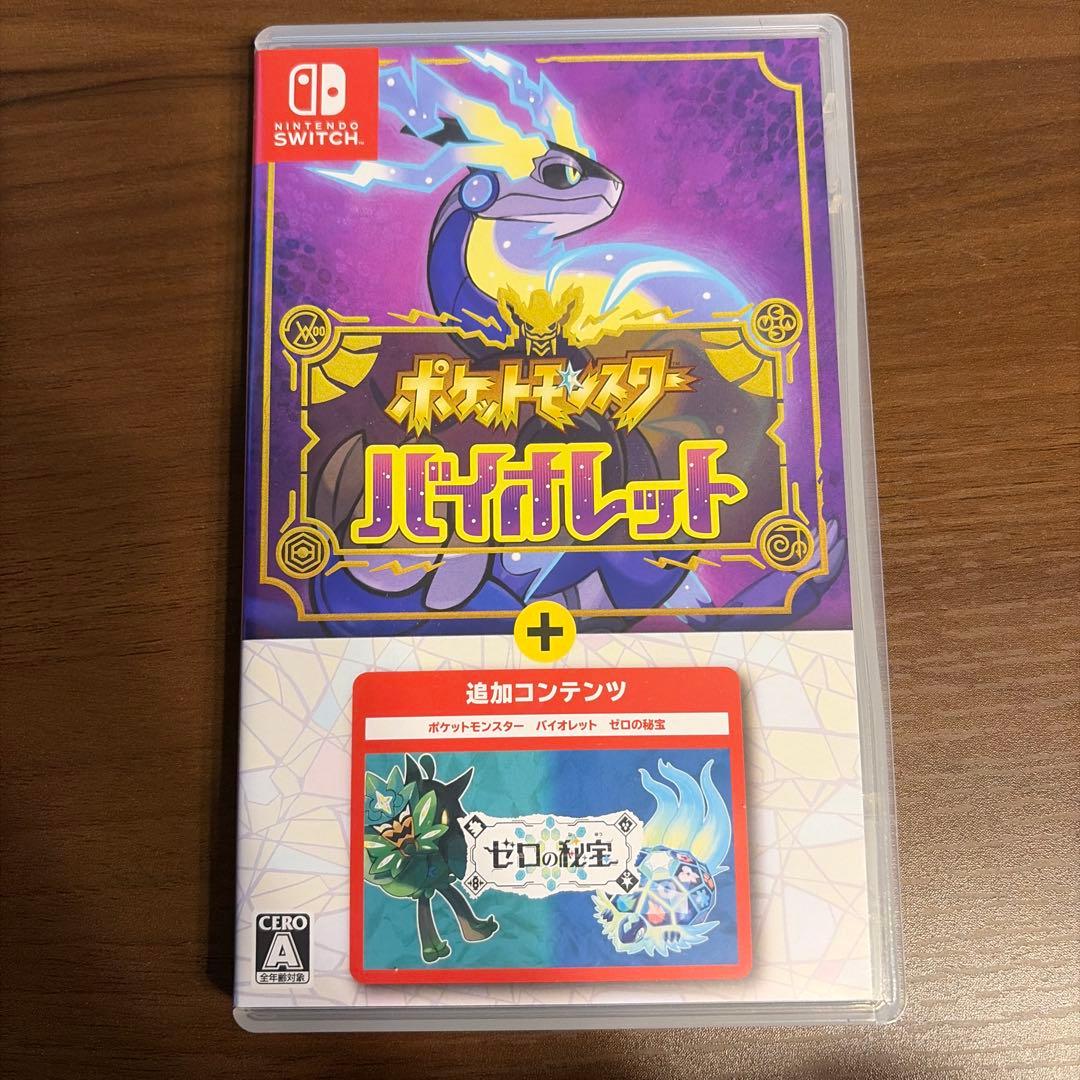 NINTENDO
SWITCH™
ポケットモンスター
バイオレット
+
追加コンテンツ
ポケットモンスター バイオレット ゼロの秘宝
ゼロの秘宝
CERO
A
全年齢対象